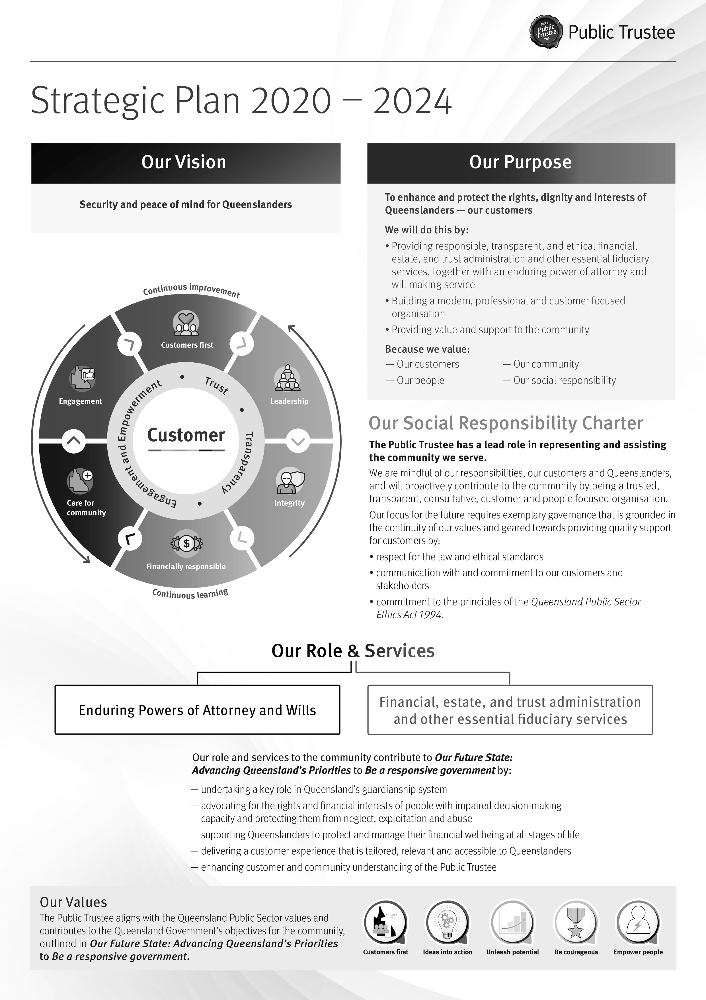 SINCE
Public
Trustee
1916
Public Trustee
Strategic Plan 2020 – 2024
Our Vision
Security and peace of mind for Queenslanders
Our Purpose
To enhance and protect the rights, dignity and interests of
Queenslanders — our customers
We will do this by:
• Providing responsible, transparent, and ethical financial,
estate, and trust administration and other essential fiduciary
services, together with an enduring power of attorney and
will making service
• Building a modern, professional and customer focused
organisation
• Providing value and support to the community
Because we value:
— Our customers
— Our community
— Our people
— Our social responsibility
Continuous improvement
Customers first
Leadership
Integrity
Financially responsible
Care for
community
Engagement
• Trust • Transparency • Engagement and Empowerment
Customer
$
Continuous learning
Our Social Responsibility Charter
The Public Trustee has a lead role in representing and assisting
the community we serve.
We are mindful of our responsibilities, our customers and Queenslanders,
and will proactively contribute to the community by being a trusted,
transparent, consultative, customer and people focused organisation.
Our focus for the future requires exemplary governance that is grounded in
the continuity of our values and geared towards providing quality support
for customers by:
• respect for the law and ethical standards
• communication with and commitment to our customers and
stakeholders
• commitment to the principles of the Queensland Public Sector
Ethics Act 1994.
Our Role & Services
Enduring Powers of Attorney and Wills
Financial, estate, and trust administration
and other essential fiduciary services
Our role and services to the community contribute to Our Future State:
Advancing Queensland's Priorities to Be a responsive government by:
— undertaking a key role in Queensland's guardianship system
— advocating for the rights and financial interests of people with impaired decision-making
capacity and protecting them from neglect, exploitation and abuse
— supporting Queenslanders to protect and manage their financial wellbeing at all stages of life
— delivering a customer experience that is tailored, relevant and accessible to Queenslanders
— enhancing customer and community understanding of the Public Trustee
Our Values
The Public Trustee aligns with the Queensland Public Sector values and
contributes to the Queensland Government's objectives for the community,
outlined in Our Future State: Advancing Queensland's Priorities
to Be a responsive government.
1ST
Customers first
Ideas into action
Unleash potential
Be courageous
Empower people